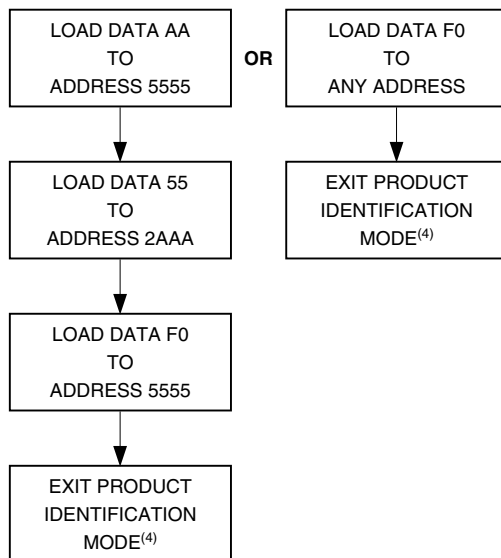 LOAD DATA AA
TO
ADDRESS 5555
LOAD DATA 55
TO
ADDRESS 2AAA
LOAD DATA F0
TO
ADDRESS 5555
EXIT PRODUCT
IDENTIFICATION
MODE(4)
OR
LOAD DATA F0
TO
ANY ADDRESS
EXIT PRODUCT
IDENTIFICATION
MODE(4)